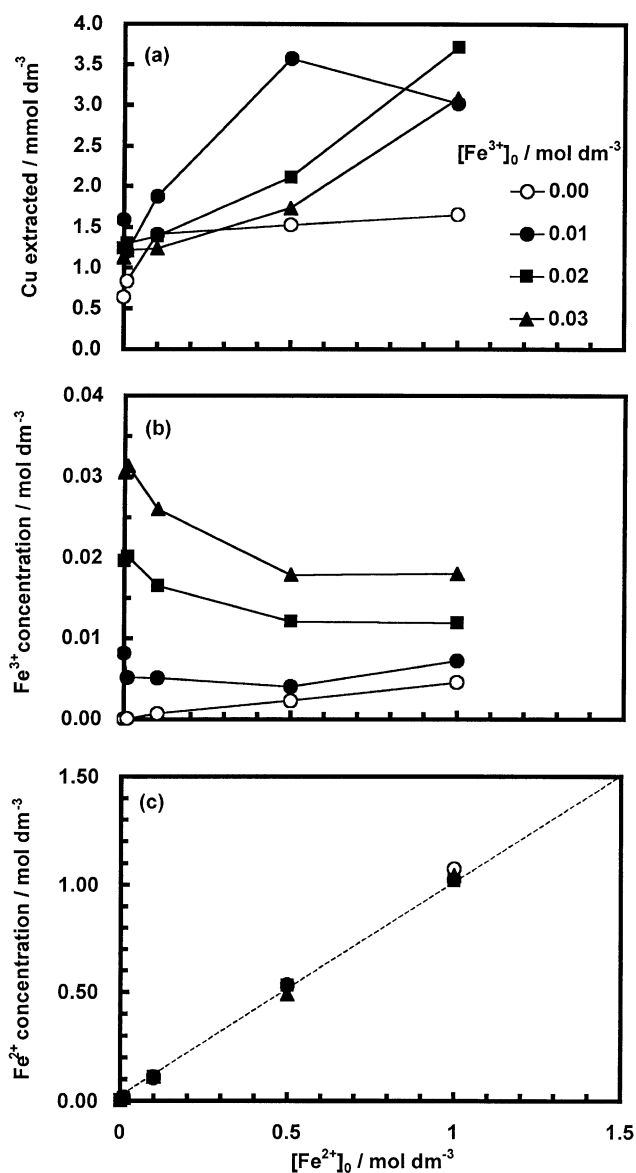 4.0
(a)
3.5
3.0
2.5
2.0
1.5
1.0
0.5
0.0
Cu extracted / mmol dm-3
[Fe3+]0 / mol dm-3
0.00
0.01
0.02
0.03
0.04
(b)
0.03
0.02
0.01
0.00
Fe3+ concentration / mol dm-3
1.50
(c)
1.00
0.50
0.00
Fe2+ concentration / mol dm-3
0 0.5 1 1.5
[Fe2+]0 / mol dm-3